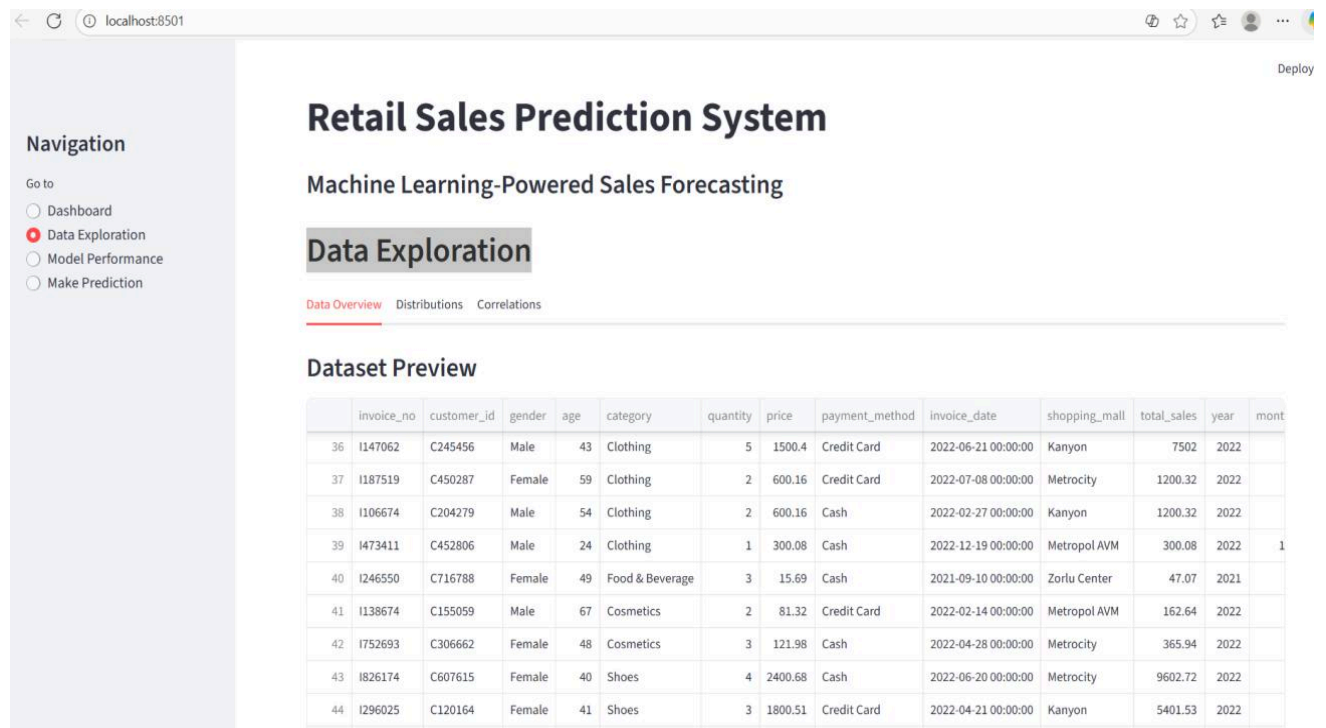 localhost:8501
Deploy
Navigation
Go to
Dashboard
Data Exploration
Model Performance
Make Prediction
Retail Sales Prediction System
Machine Learning-Powered Sales Forecasting
Data Exploration
Data Overview Distributions Correlations
Dataset Preview
invoice_no customer_id gender age category quantity price payment_method invoice_date shopping_mall total_sales year mont
36 I147062 C245456 Male 43 Clothing 5 1500.4 Credit Card 2022-06-21 00:00:00 Kanyon 7502 2022
37 I187519 C450287 Female 59 Clothing 2 600.16 Credit Card 2022-07-08 00:00:00 Metrocity 1200.32 2022
38 I106674 C204279 Male 54 Clothing 2 600.16 Cash 2022-02-27 00:00:00 Kanyon 1200.32 2022
39 I473411 C452806 Male 24 Clothing 1 300.08 Cash 2022-12-19 00:00:00 Metropol AVM 300.08 2022 1
40 I246550 C716788 Female 49 Food & Beverage 3 15.69 Cash 2021-09-10 00:00:00 Zorlu Center 47.07 2021
41 I138674 C155059 Male 67 Cosmetics 2 81.32 Credit Card 2022-02-14 00:00:00 Metropol AVM 162.64 2022
42 I752693 C306662 Female 48 Cosmetics 3 121.98 Cash 2022-04-28 00:00:00 Metrocity 365.94 2022
43 I826174 C607615 Female 40 Shoes 4 2400.68 Cash 2022-06-20 00:00:00 Metrocity 9602.72 2022
44 I296025 C120164 Female 41 Shoes 3 1800.51 Credit Card 2022-04-21 00:00:00 Kanyon 5401.53 2022